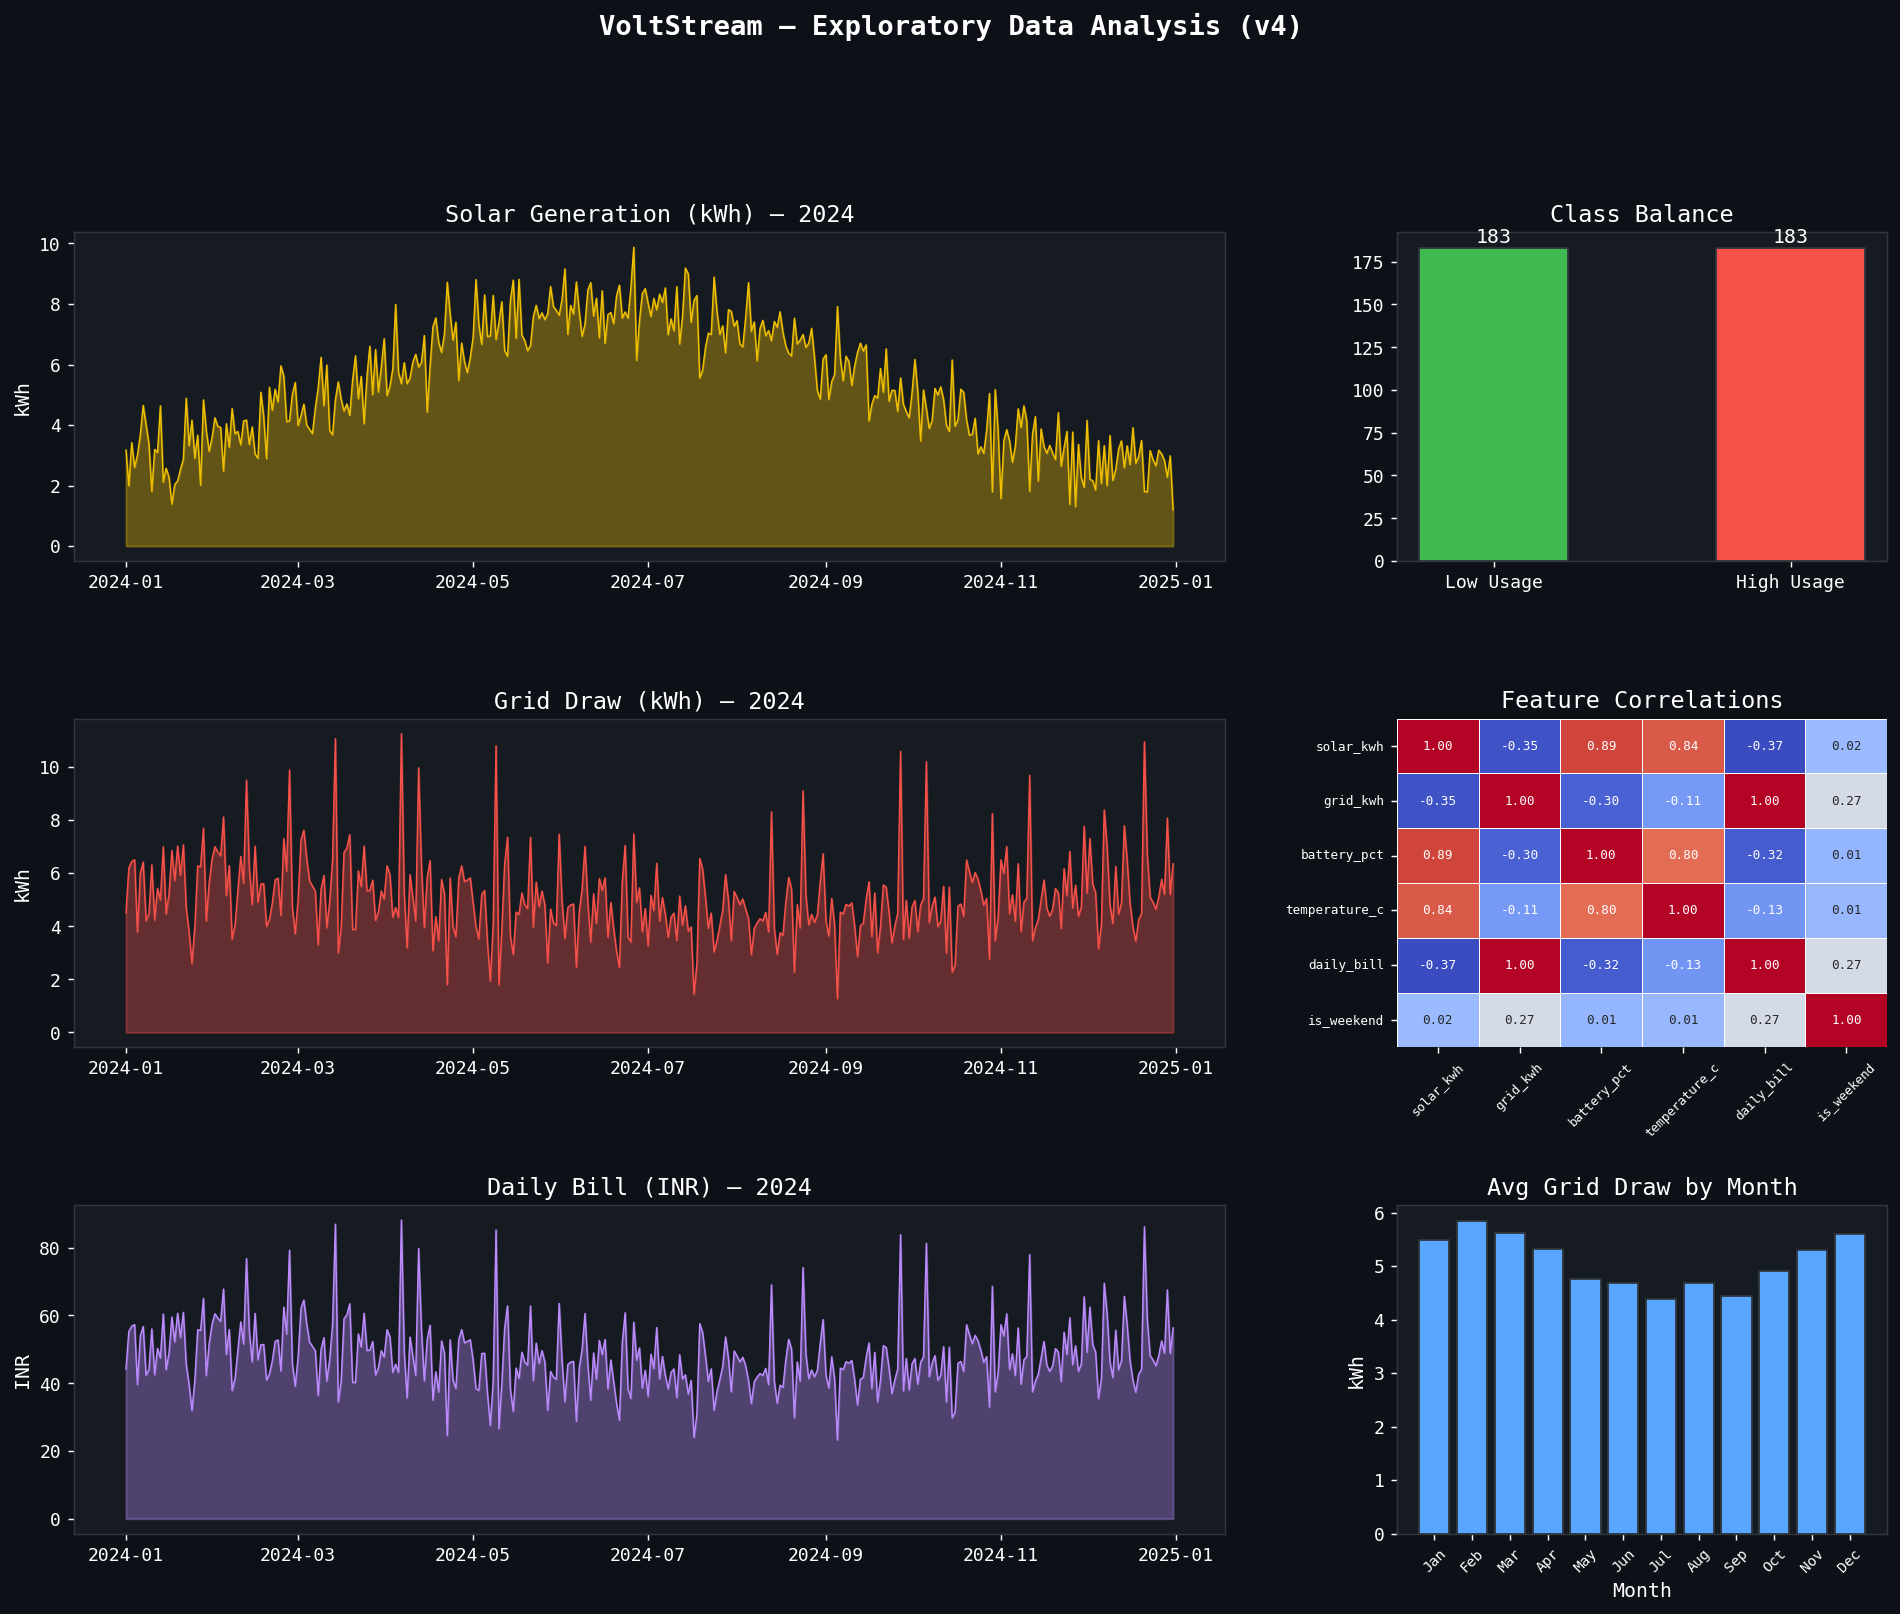 VoltStream — Exploratory Data Analysis (v4)
Solar Generation (kWh) — 2024
kWh
10
8
6
4
2
0
2024-01 2024-03 2024-05 2024-07 2024-09 2024-11 2025-01
Class Balance
183 183
175
150
125
100
75
50
25
0
Low Usage High Usage
Grid Draw (kWh) — 2024
kWh
10
8
6
4
2
0
2024-01 2024-03 2024-05 2024-07 2024-09 2024-11 2025-01
Feature Correlations
solar_kwh 1.00 -0.35 0.89 0.84 -0.37 0.02
grid_kwh -0.35 1.00 -0.30 -0.11 1.00 0.27
battery_pct 0.89 -0.30 1.00 0.80 -0.32 0.01
temperature_c 0.84 -0.11 0.80 1.00 -0.13 0.01
daily_bill -0.37 1.00 -0.32 -0.13 1.00 0.27
is_weekend 0.02 0.27 0.01 0.01 0.27 1.00
solar_kwh grid_kwh battery_pct temperature_c daily_bill is_weekend
Daily Bill (INR) — 2024
INR
80
60
40
20
0
2024-01 2024-03 2024-05 2024-07 2024-09 2024-11 2025-01
Avg Grid Draw by Month
kWh
6
5
4
3
2
1
0
Jan Feb Mar Apr May Jun Jul Aug Sep Oct Nov Dec
Month